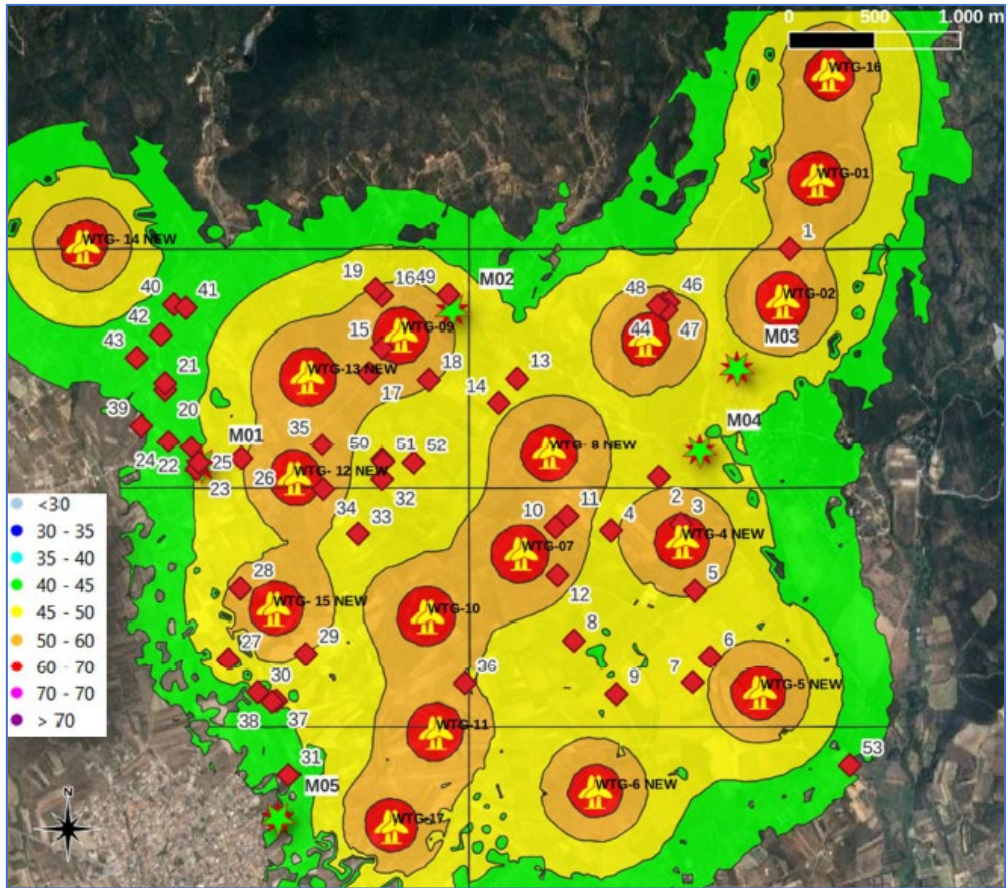 0 500 1.000 m
WTG-16
WTG-01
1
WTG- 14 NEW
19 16 49 M02
48 46
WTG-02
40 41
42
15 WTG-09
44 47
M03
43
WTG-13 NEW
18 13
21
17 14
20
39
M01
35
50 51 52
WTG- 8 NEW
M04
24 22 25
26 WTG- 12 NEW
23
32
2
34 33
10 11
4 3
WTG-4 NEW
WTG-07
28
12
5
WTG- 15 NEW
WTG-10
8
27 29
6
36
7
30
9
WTG-5 NEW
38 37
WTG-11
31
53
M05
WTG-6 NEW
WTG-17
N
<30
30 - 35
35 - 40
40 - 45
45 - 50
50 - 60
60 - 70
70 - 70
> 70